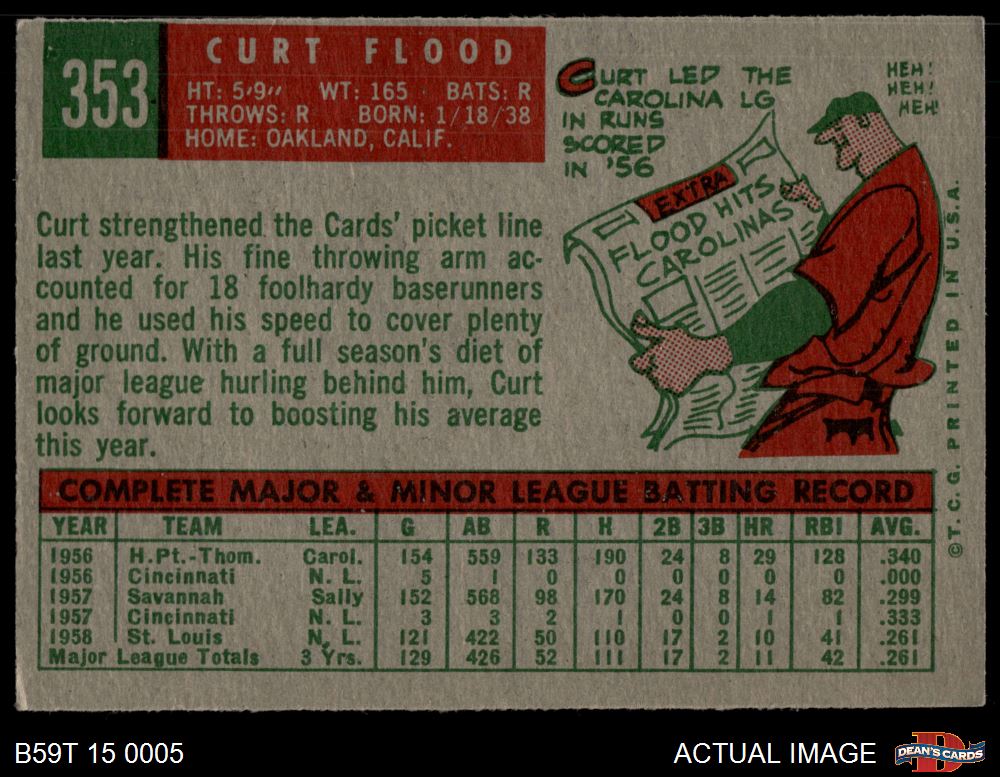 353
CURT FLOOD
HT: 5'9" WT: 165 BATS: R
THROWS: R BORN: 1/18/38
HOME: OAKLAND, CALIF.
CURT LED THE
CAROLINA LG
IN RUNS
SCORED
IN '56
HEH!
HEH!
HEH!
EXTRA
FLOOD HITS
CAROLINAS
Curt strengthened the Cards' picket line
last year. His fine throwing arm ac-
counted for 18 foolhardy baserunners
and he used his speed to cover plenty
of ground. With a full season's diet of
major league hurling behind him, Curt
looks forward to boosting his average
this year.
COMPLETE MAJOR & MINOR LEAGUE BATTING RECORD
YEAR TEAM LEA. G AB R H 2B 3B HR RBI AVG.
1956 H.Pt.-Thom. Carol. 154 559 133 190 24 8 29 128 .340
1956 Cincinnati N. L. 5 1 0 0 0 0 0 0 .000
1957 Savannah Sally 152 568 98 170 24 8 14 82 .299
1957 Cincinnati N. L. 3 3 2 1 0 0 1 1 .333
1958 St. Louis N. L. 121 422 50 110 17 2 10 41 .261
Major League Totals 3 Yrs. 129 426 52 111 17 2 11 42 .261
©T.C.G. PRINTED IN U.S.A.
B59T 15 0005
ACTUAL IMAGE
DEAN'S CARDS